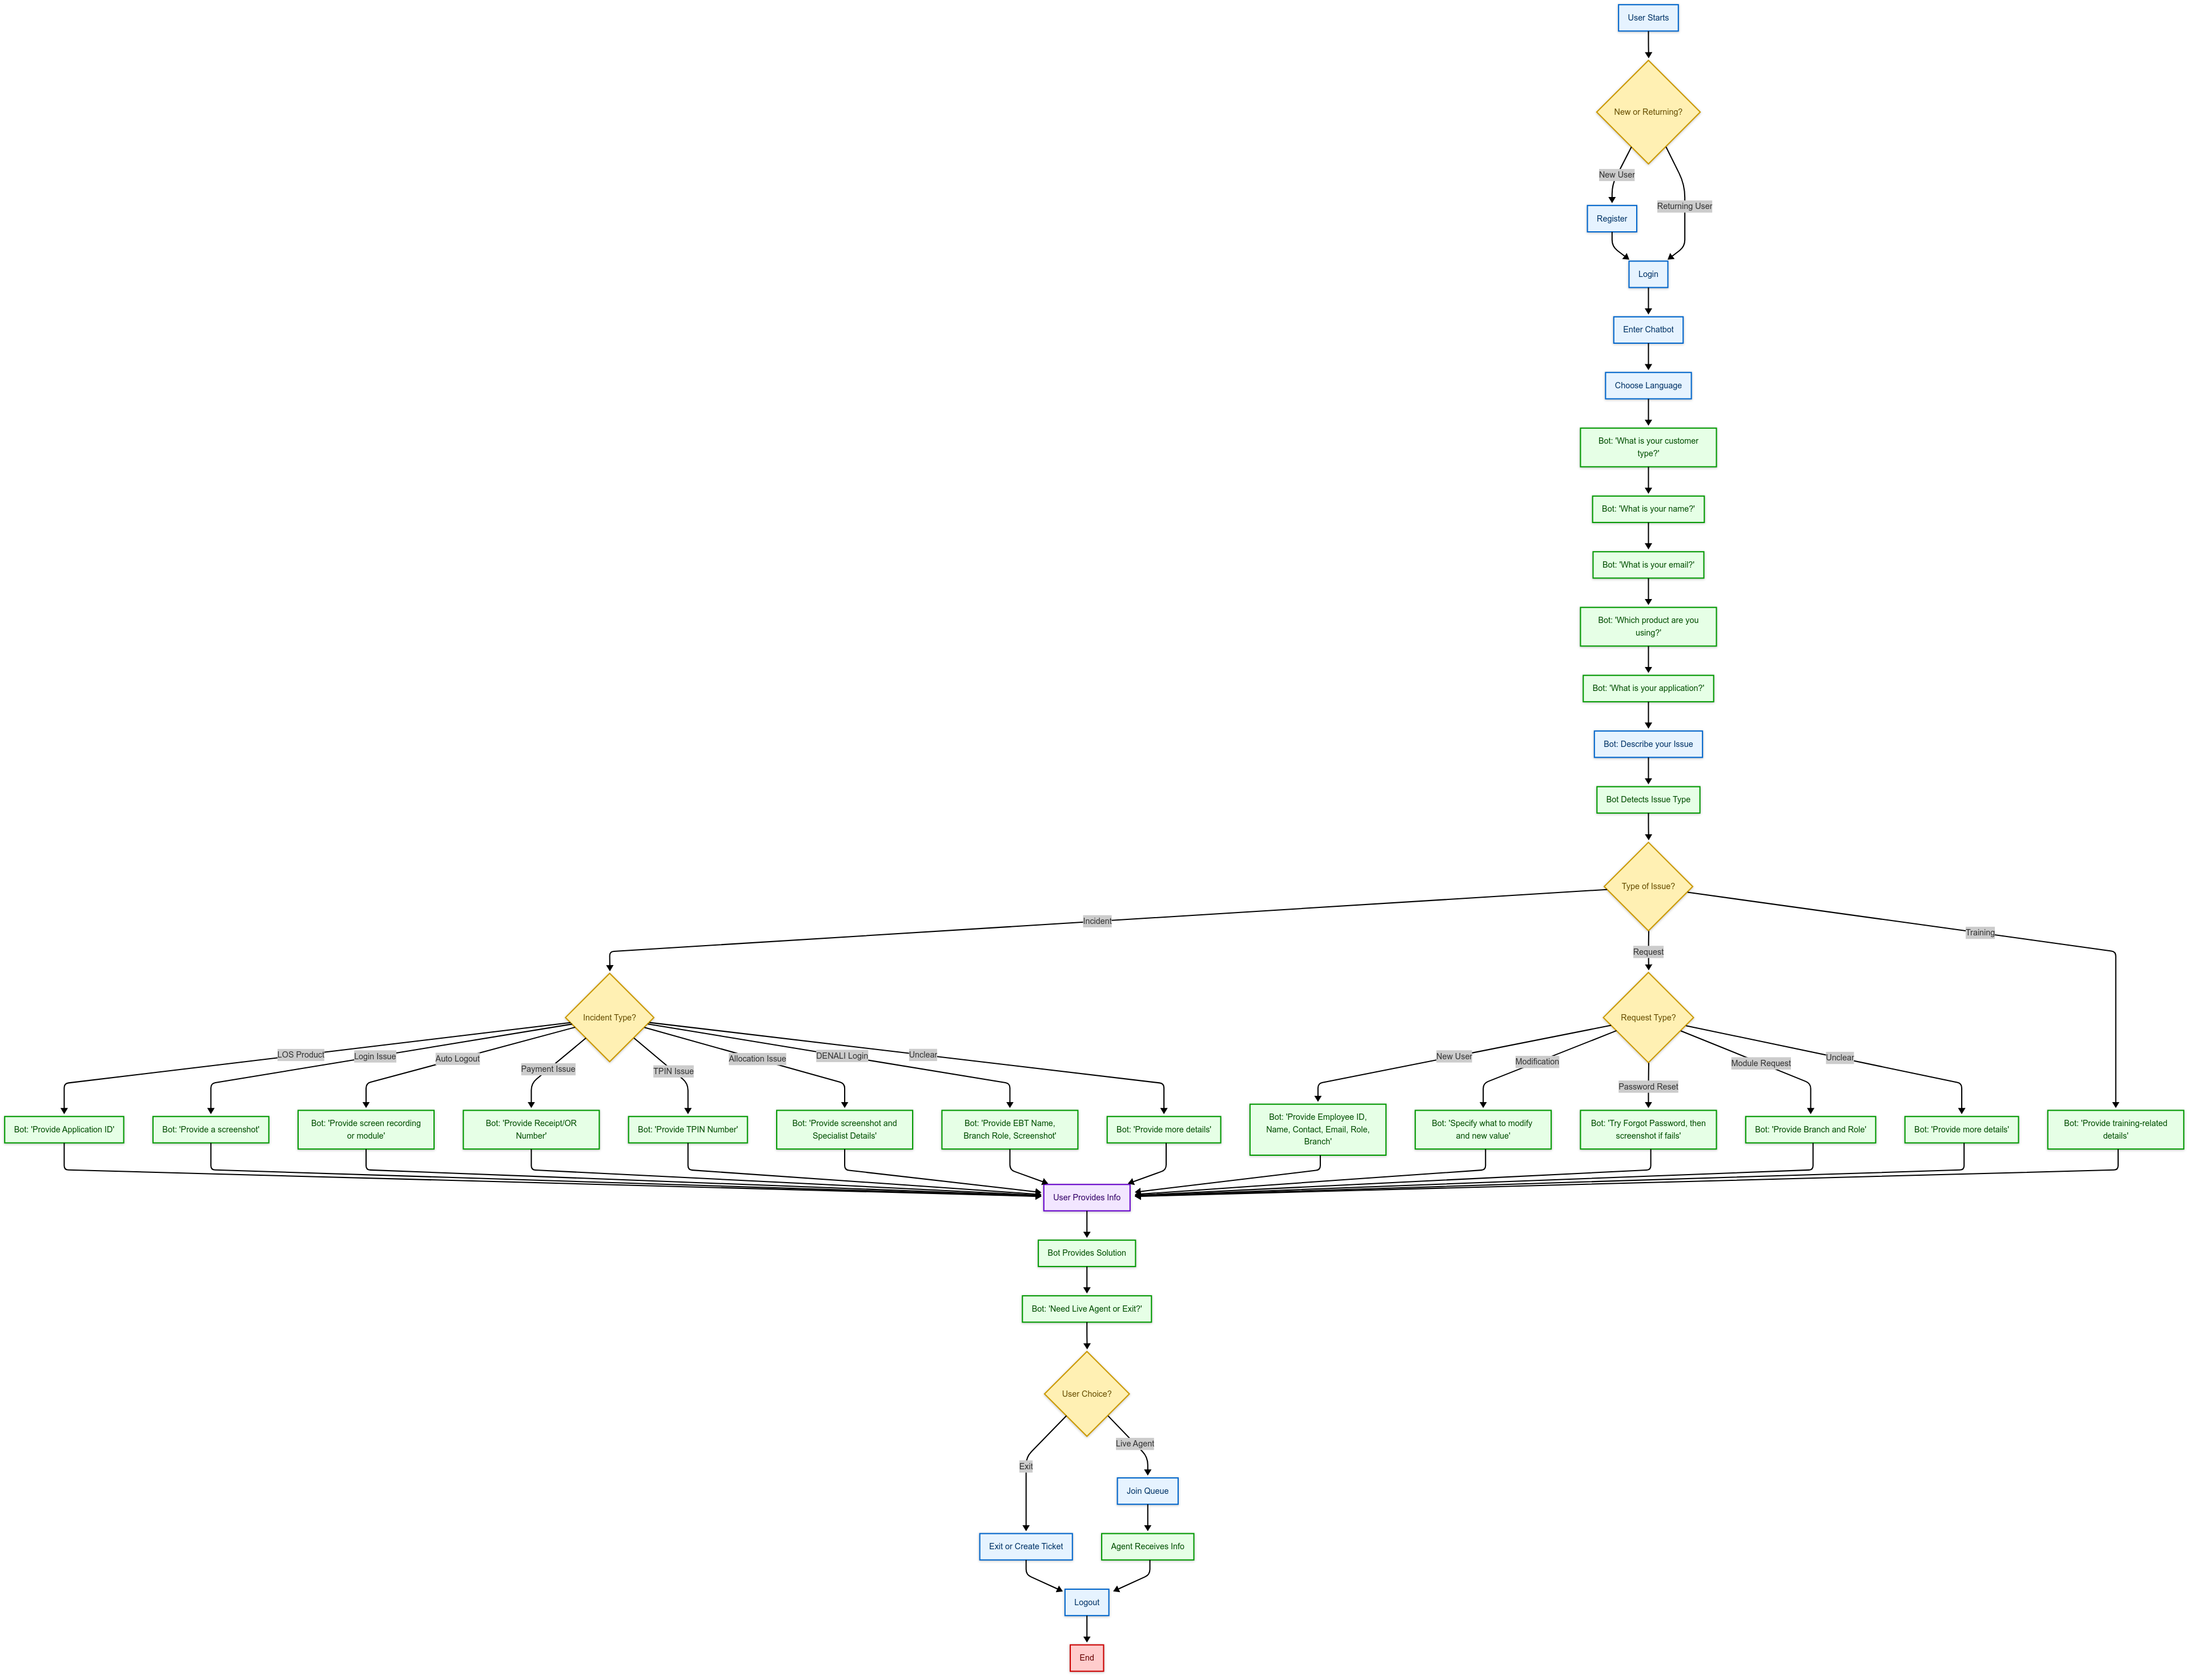 User Starts
New or Returning?
New User
Returning User
Register
Login
Enter Chatbot
Choose Language
Bot: 'What is your customer
type?'
Bot: 'What is your name?'
Bot: 'What is your email?'
Bot: 'Which product are you
using?'
Bot: 'What is your application?'
Bot: Describe your Issue
Bot Detects Issue Type
Type of Issue?
Incident
Request
Training
Incident Type?
Request Type?
LOS Product
Login Issue
Auto Logout
Payment Issue
TPIN Issue
Allocation Issue
DENALI Login
Unclear
New User
Modification
Password Reset
Module Request
Unclear
Bot: 'Provide Application ID'
Bot: 'Provide a screenshot'
Bot: 'Provide screen recording
or module'
Bot: 'Provide Receipt/OR
Number'
Bot: 'Provide TPIN Number'
Bot: 'Provide screenshot and
Specialist Details'
Bot: 'Provide EBT Name,
Branch Role, Screenshot'
Bot: 'Provide more details'
Bot: 'Provide Employee ID,
Name, Contact, Email, Role,
Branch'
Bot: 'Specify what to modify
and new value'
Bot: 'Try Forgot Password, then
screenshot if fails'
Bot: 'Provide Branch and Role'
Bot: 'Provide more details'
Bot: 'Provide training-related
details'
User Provides Info
Bot Provides Solution
Bot: 'Need Live Agent or Exit?'
User Choice?
Live Agent
Exit
Join Queue
Exit or Create Ticket
Agent Receives Info
Logout
End